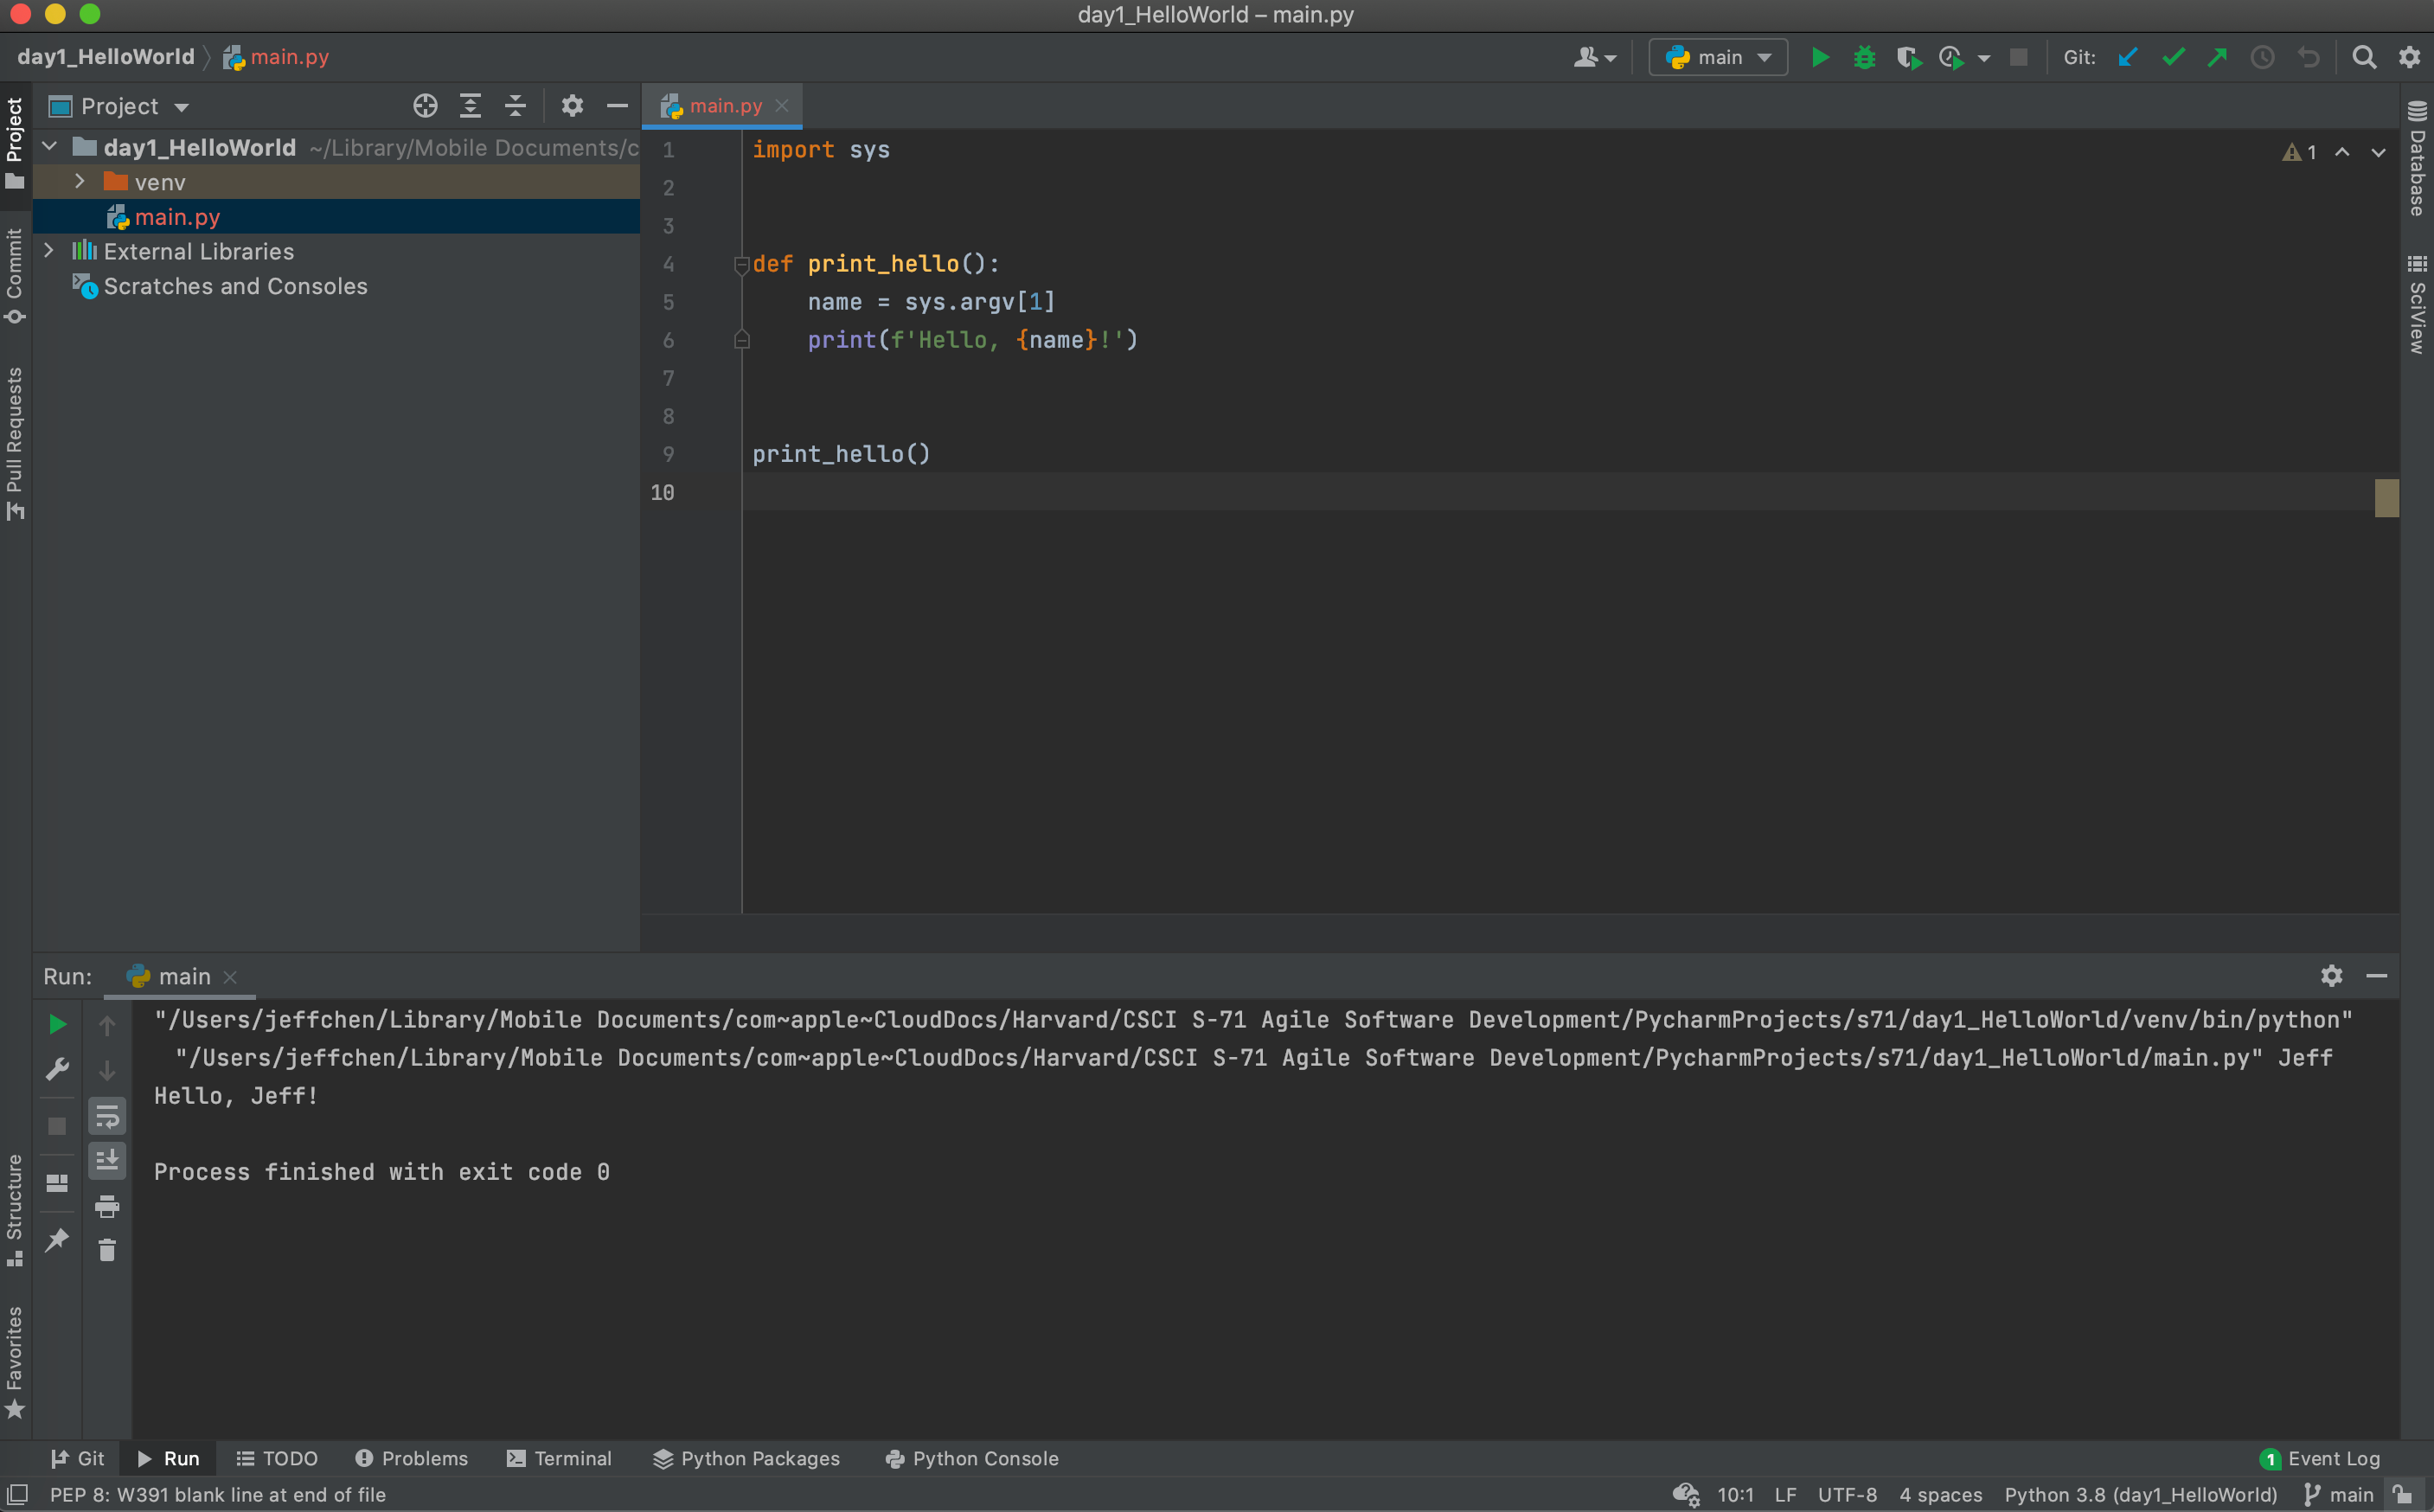 day1_HelloWorld – main.py
day1_HelloWorld main.py
main
Git:
Project
main.py
day1_HelloWorld ~/Library/Mobile Documents/c
venv
main.py
External Libraries
Scratches and Consoles
Project
Commit
Pull Requests
Structure
Favorites
1 import sys
2
3
4 def print_hello():
5 name = sys.argv[1]
6 print(f'Hello, {name}!')
7
8
9 print_hello()
10
1
Database
SciView
Run: main
"/Users/jeffchen/Library/Mobile Documents/com~apple~CloudDocs/Harvard/CSCI S-71 Agile Software Development/PycharmProjects/s71/day1_HelloWorld/venv/bin/python"
"/Users/jeffchen/Library/Mobile Documents/com~apple~CloudDocs/Harvard/CSCI S-71 Agile Software Development/PycharmProjects/s71/day1_HelloWorld/main.py" Jeff
Hello, Jeff!
Process finished with exit code 0
Git Run TODO Problems Terminal Python Packages Python Console 1 Event Log
PEP 8: W391 blank line at end of file 10:1 LF UTF-8 4 spaces Python 3.8 (day1_HelloWorld) main